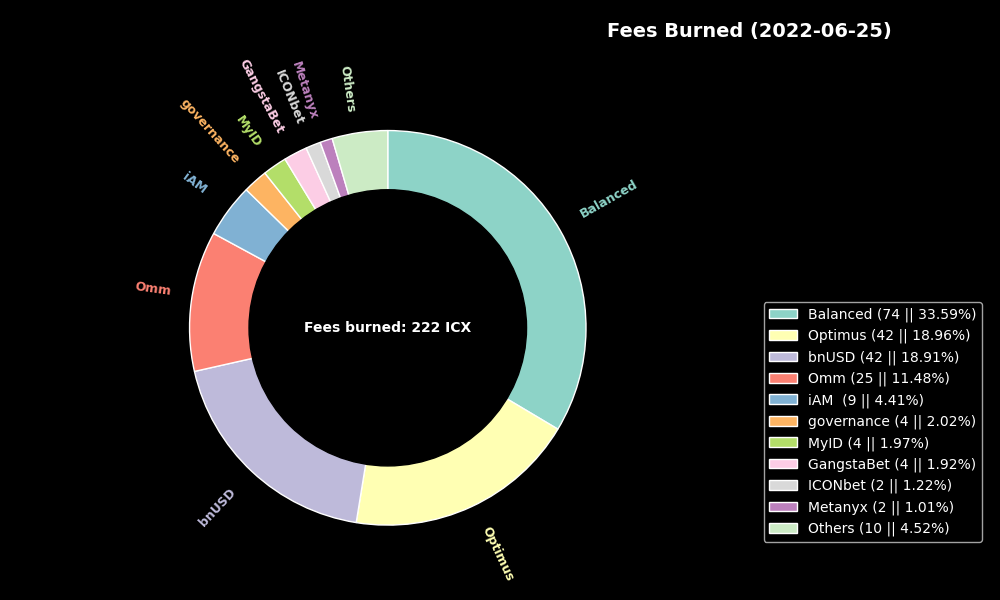 Fees Burned (2022-06-25)
Others
Metanyx
ICONbet
GangstaBet
MyID
governance
iAM
Omm
bnUSD
Optimus
Balanced
Fees burned: 222 ICX
Balanced (74 || 33.59%)
Optimus (42 || 18.96%)
bnUSD (42 || 18.91%)
Omm (25 || 11.48%)
iAM  (9 || 4.41%)
governance (4 || 2.02%)
MyID (4 || 1.97%)
GangstaBet (4 || 1.92%)
ICONbet (2 || 1.22%)
Metanyx (2 || 1.01%)
Others (10 || 4.52%)